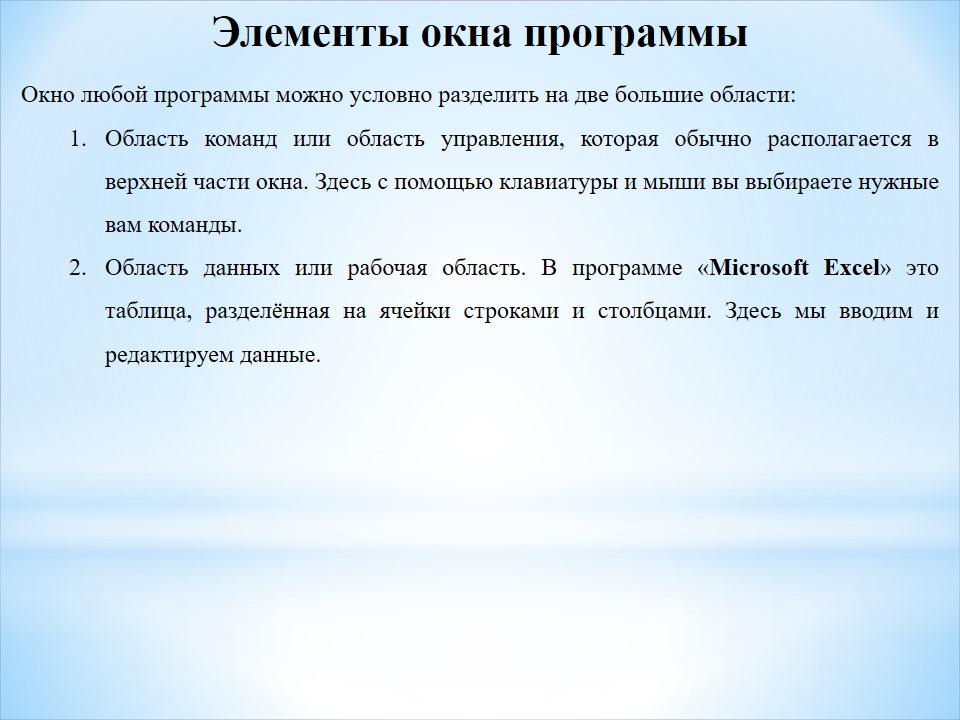 Элементы окна программы
Окно любой программы можно условно разделить на две большие области:
1. Область команд или область управления, которая обычно располагается в
верхней части окна. Здесь с помощью клавиатуры и мыши вы выбираете нужные
вам команды.
2. Область данных или рабочая область. В программе «Microsoft Excel» это
таблица, разделённая на ячейки строками и столбцами. Здесь мы вводим и
редактируем данные.